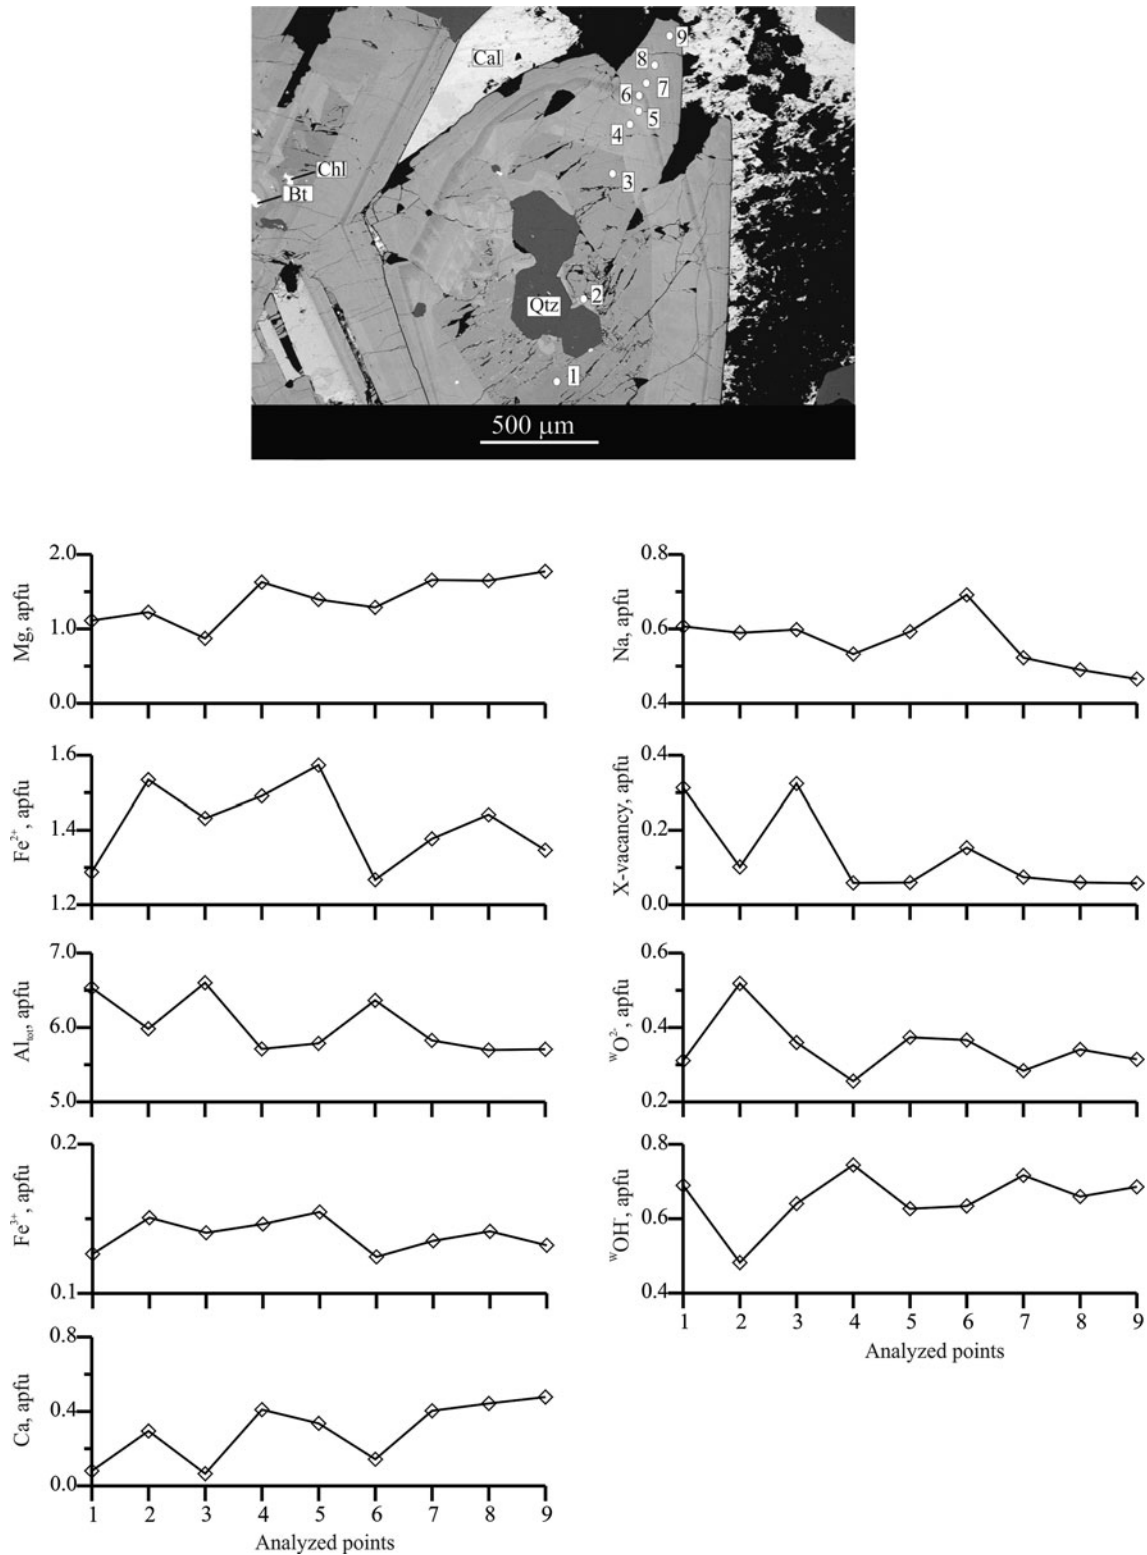 Cal
9
8
7
6
5
4
Chl
3
Bt
2
Qtz
1
500 µm
2.0
1.0
0.0
Mg, apfu
0.8
0.6
0.4
Na, apfu
1.6
1.4
1.2
Fe²⁺, apfu
0.4
0.2
0.0
X-vacancy, apfu
7.0
6.0
5.0
Al_tot, apfu
0.6
0.4
0.2
ᵂO²⁻, apfu
0.2
0.1
Fe³⁺, apfu
0.8
0.6
0.4
ᵂOH⁻, apfu
1 2 3 4 5 6 7 8 9
Analyzed points
0.8
0.4
0.0
Ca, apfu
1 2 3 4 5 6 7 8 9
Analyzed points